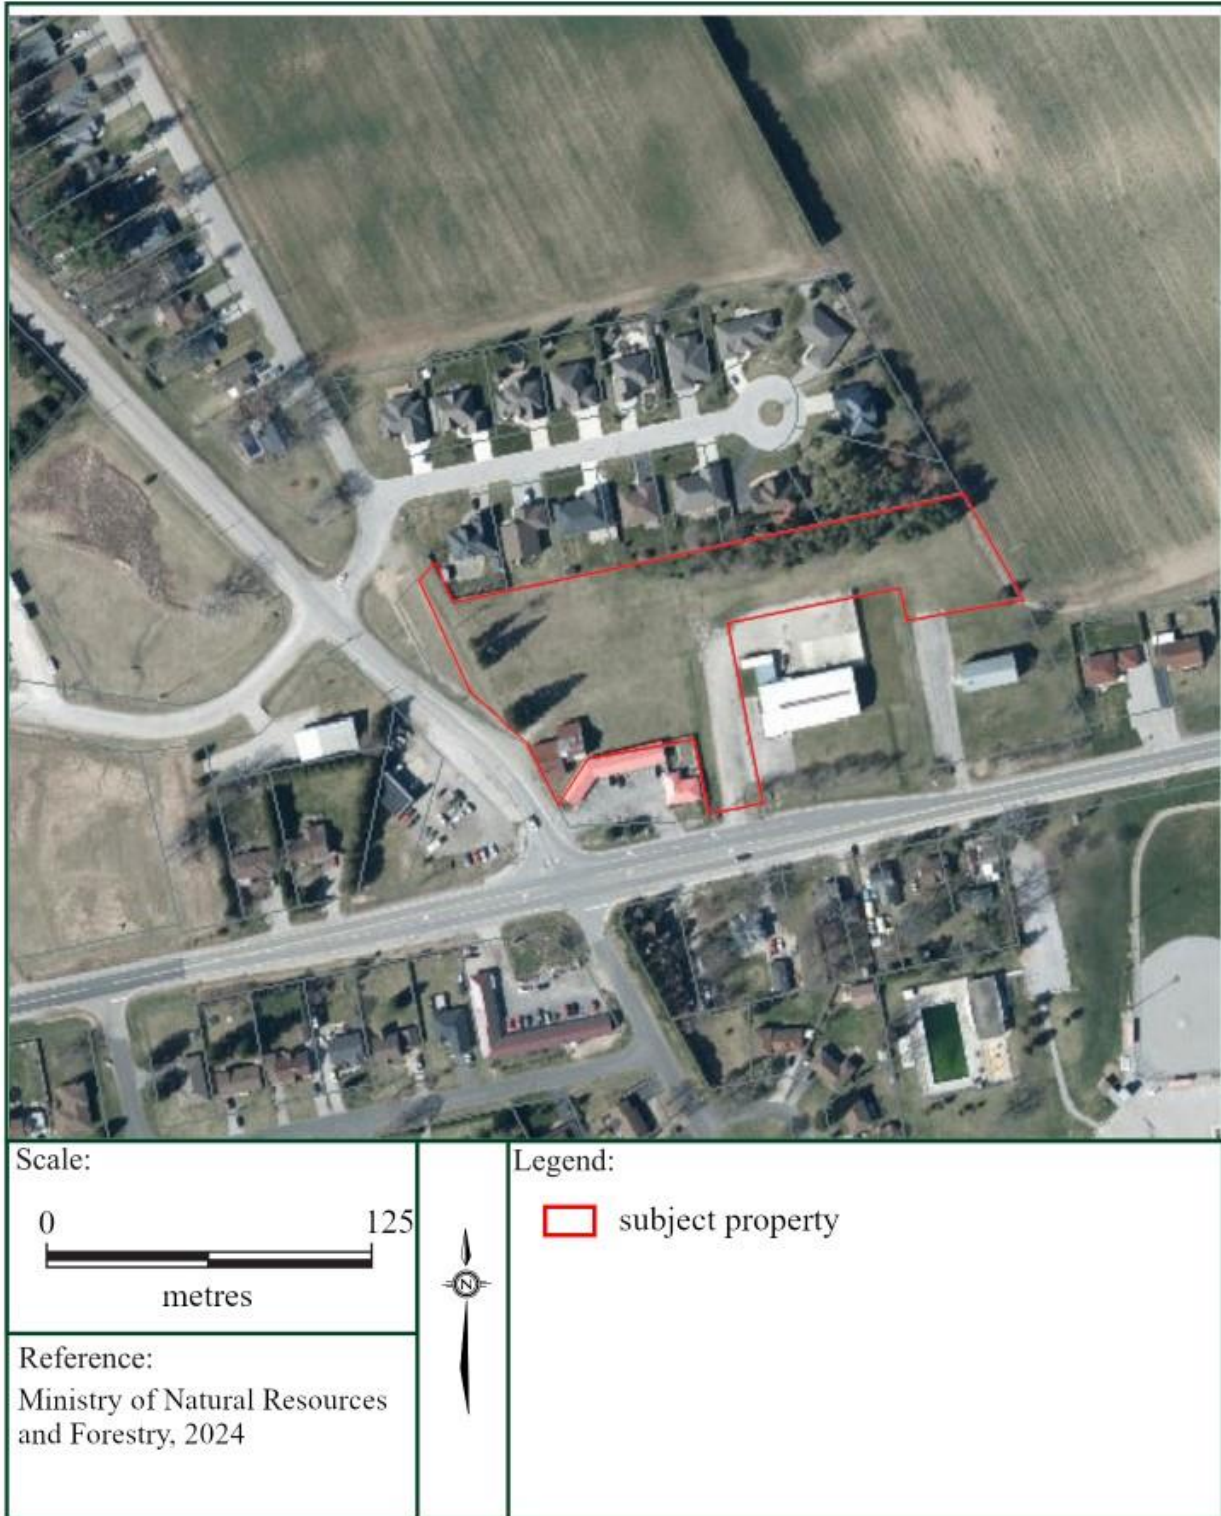 Scale:
0 125
metres
N
Legend:
subject property
Reference:
Ministry of Natural Resources
and Forestry, 2024